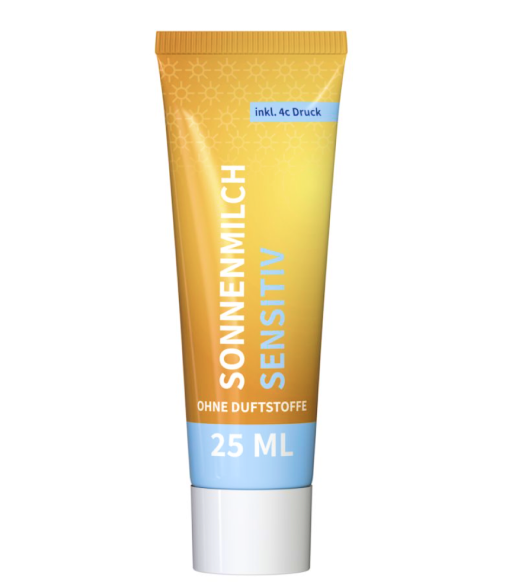 inkl. 4c Druck
SONNENMILCH
SENSITIV
OHNE DUFTSTOFFE
25 ML